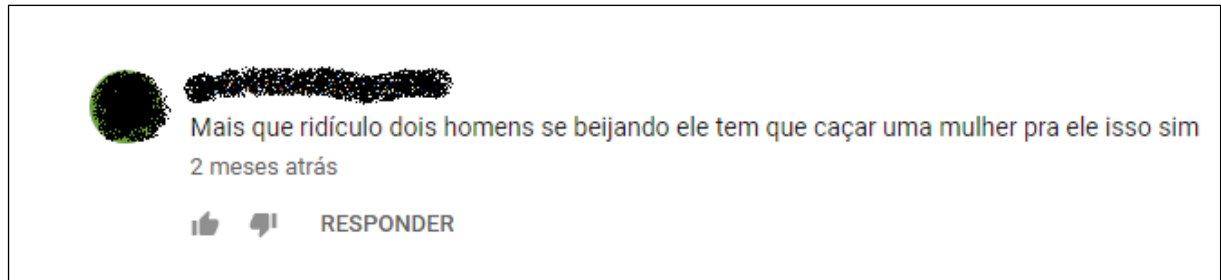 Mais que ridículo dois homens se beijando ele tem que caçar uma mulher pra ele isso sim
2 meses atrás
RESPONDER